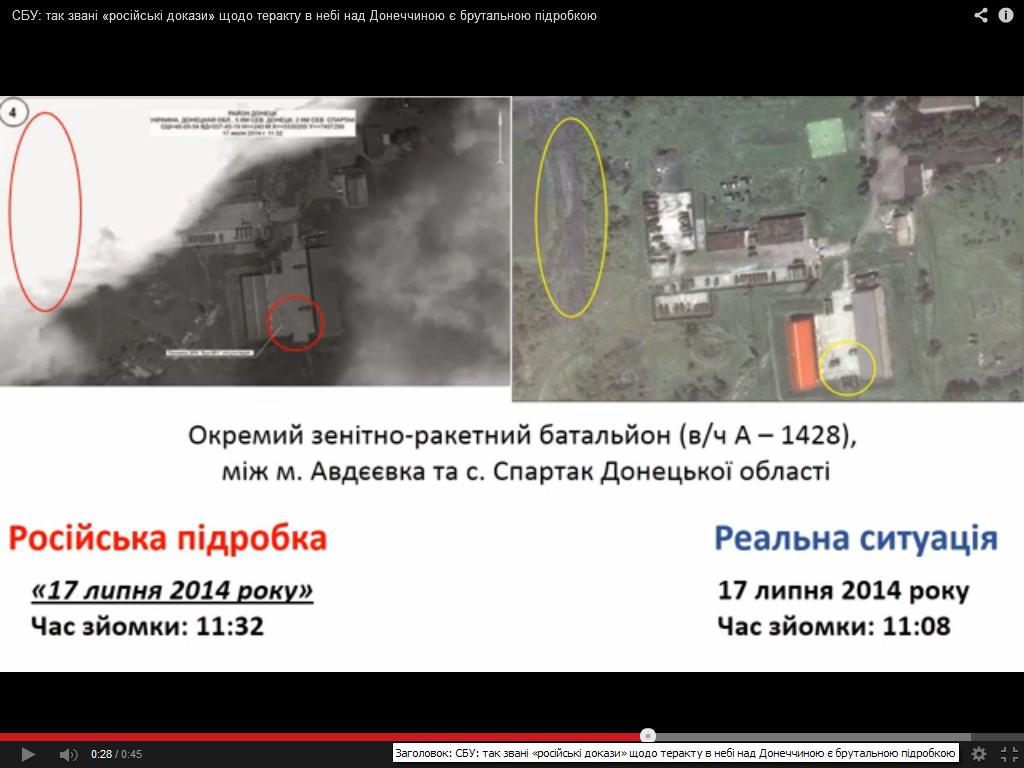 СБУ: так звані «російські докази» щодо теракту в небі над Донеччиною є брутальною підробкою
4
РАЙОН ДОНЕЦК
УКРАИНА, ДОНЕЦКАЯ ОБЛ., 5 КМ СЕВ. ДОНЕЦК, 2 КМ СЕВ. СПАРТАК
17 июля 2014 г. 11:32
Окремий зенітно-ракетний батальйон (в/ч А – 1428),
між м. Авдєєвка та с. Спартак Донецької області
Російська підробка
Реальна ситуація
«17 липня 2014 року»
17 липня 2014 року
Час зйомки: 11:32
Час зйомки: 11:08
0:28 / 0:45
Заголовок: СБУ: так звані «російські докази» щодо теракту в небі над Донеччиною є брутальною підробкою